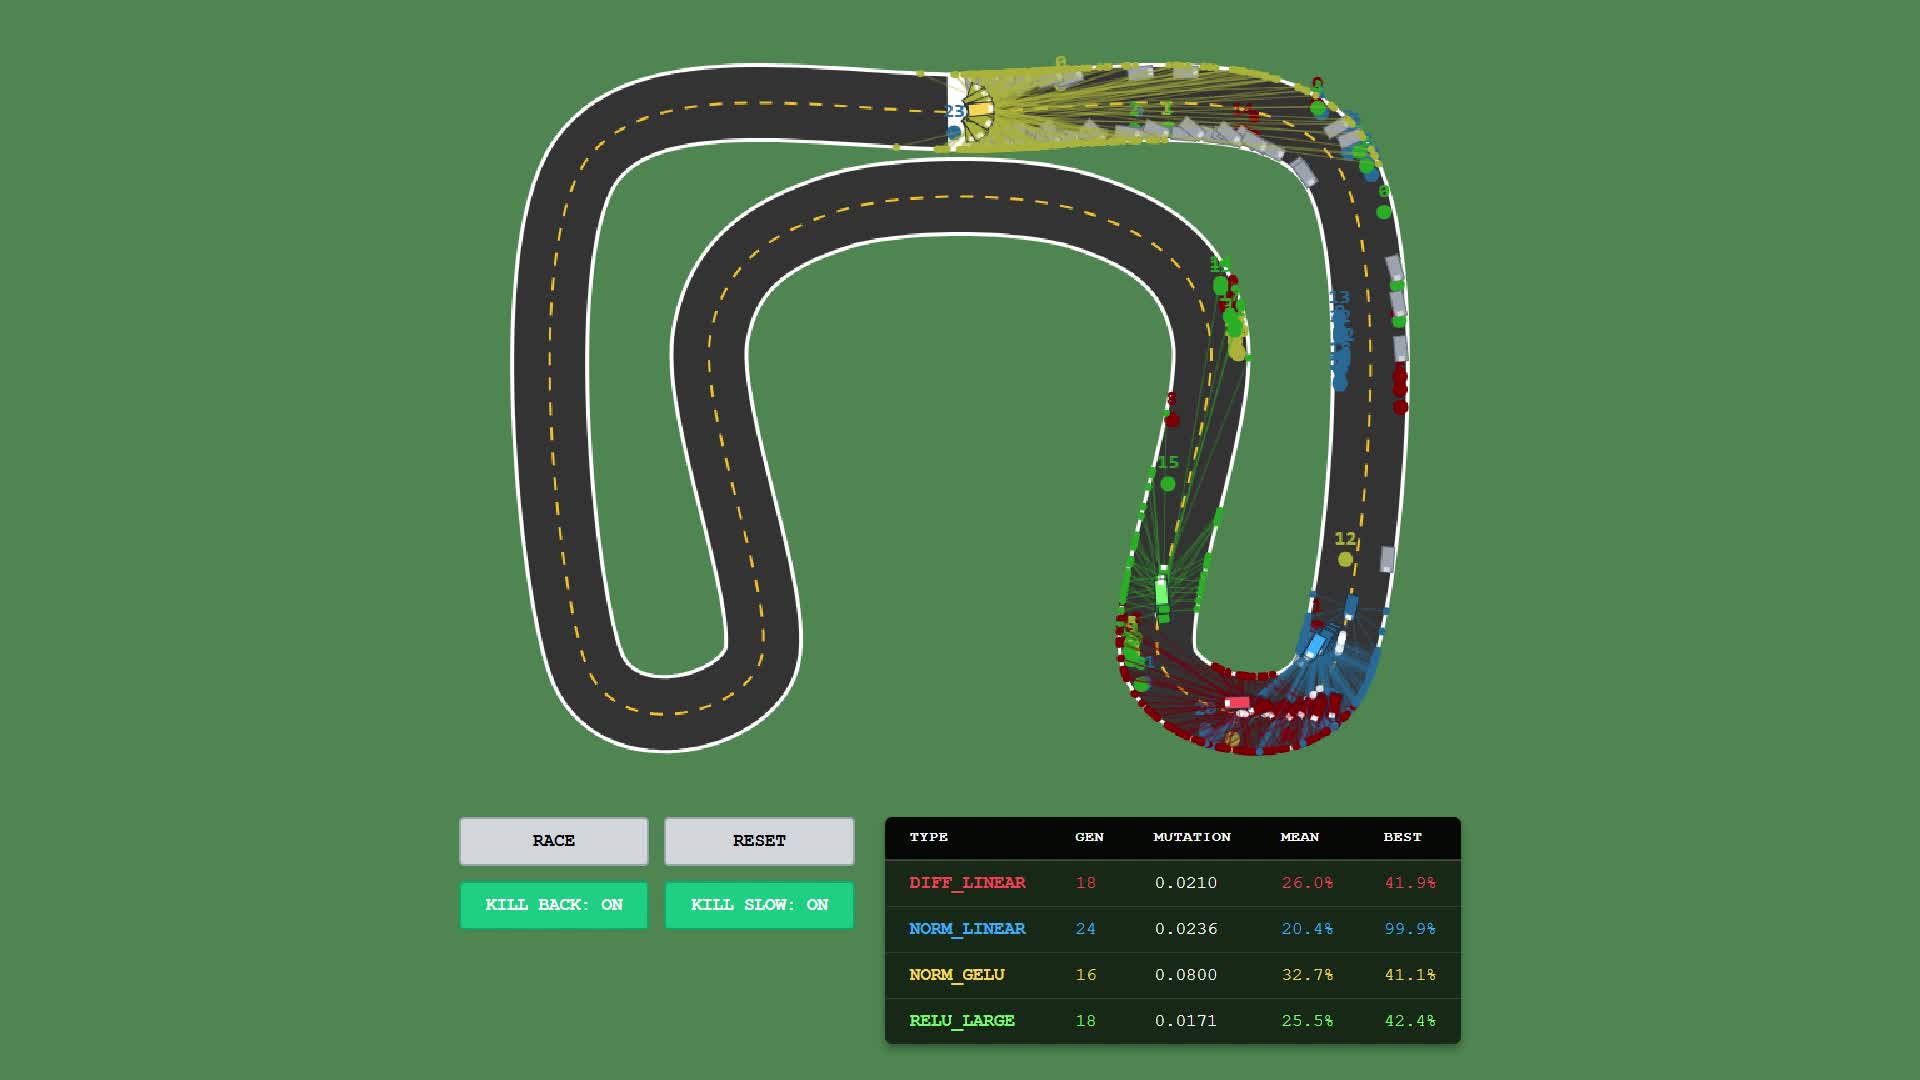 23
15
12
RACE
RESET
KILL BACK: ON
KILL SLOW: ON
TYPE GEN MUTATION MEAN BEST
DIFF_LINEAR 18 0.0210 26.0% 41.9%
NORM_LINEAR 24 0.0236 20.4% 99.9%
NORM_GELU 16 0.0800 32.7% 41.1%
RELU_LARGE 18 0.0171 25.5% 42.4%